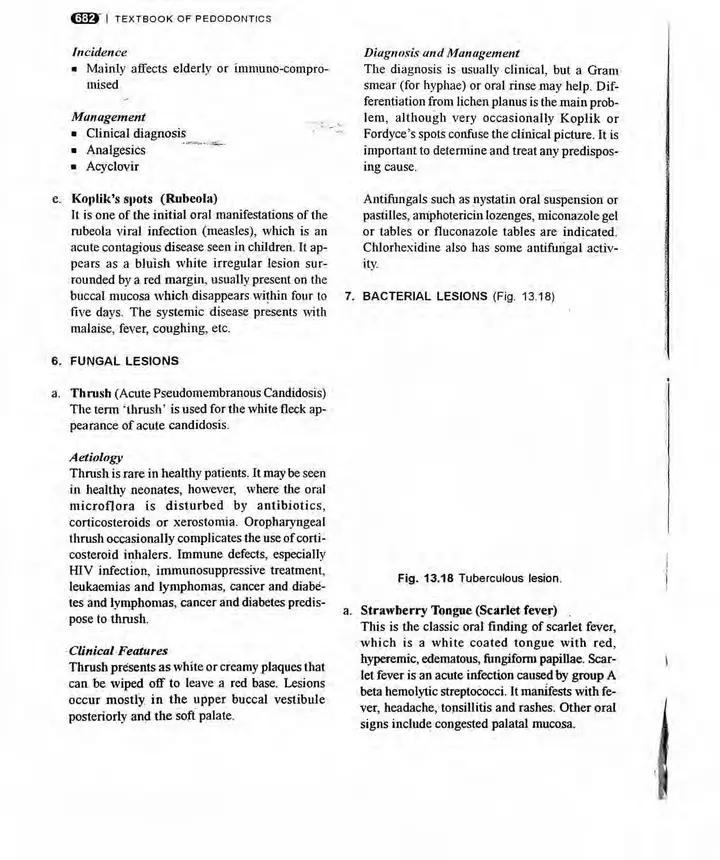 682 | TEXTBOOK OF PEDODONTICS
Incidence
▪ Mainly affects elderly or immuno-compro-
mised
Management
▪ Clinical diagnosis
▪ Analgesics
▪ Acyclovir
e. Koplik's spots (Rubeola)
It is one of the initial oral manifestations of the
rubeola viral infection (measles), which is an
acute contagious disease seen in children. It ap-
pears as a bluish white irregular lesion sur-
rounded by a red margin, usually present on the
buccal mucosa which disappears within four to
five days. The systemic disease presents with
malaise, fever, coughing, etc.
6. FUNGAL LESIONS
a. Thrush (Acute Pseudomembranous Candidosis)
The term 'thrush' is used for the white fleck ap-
pearance of acute candidosis.
Aetiology
Thrush is rare in healthy patients. It may be seen
in healthy neonates, however, where the oral
microflora is disturbed by antibiotics,
corticosteroids or xerostomia. Oropharyngeal
thrush occasionally complicates the use of corti-
costeroid inhalers. Immune defects, especially
HIV infection, immunosuppressive treatment,
leukaemias and lymphomas, cancer and diabe-
tes and lymphomas, cancer and diabetes predis-
pose to thrush.
Clinical Features
Thrush presents as white or creamy plaques that
can be wiped off to leave a red base. Lesions
occur mostly in the upper buccal vestibule
posteriorly and the soft palate.
Diagnosis and Management
The diagnosis is usually clinical, but a Gram
smear (for hyphae) or oral rinse may help. Dif-
ferentiation from lichen planus is the main prob-
lem, although very occasionally Koplik or
Fordyce's spots confuse the clinical picture. It is
important to determine and treat any predispos-
ing cause.
Antifungals such as nystatin oral suspension or
pastilles, amphotericin lozenges, miconazole gel
or tables or fluconazole tables are indicated.
Chlorhexidine also has some antifungal activ-
ity.
7. BACTERIAL LESIONS (Fig. 13.18)
Fig. 13.18 Tuberculous lesion.
a. Strawberry Tongue (Scarlet fever)
This is the classic oral finding of scarlet fever,
which is a white coated tongue with red,
hyperemic, edematous, fungiform papillae. Scar-
let fever is an acute infection caused by group A
beta hemolytic streptococci. It manifests with fe-
ver, headache, tonsillitis and rashes. Other oral
signs include congested palatal mucosa.